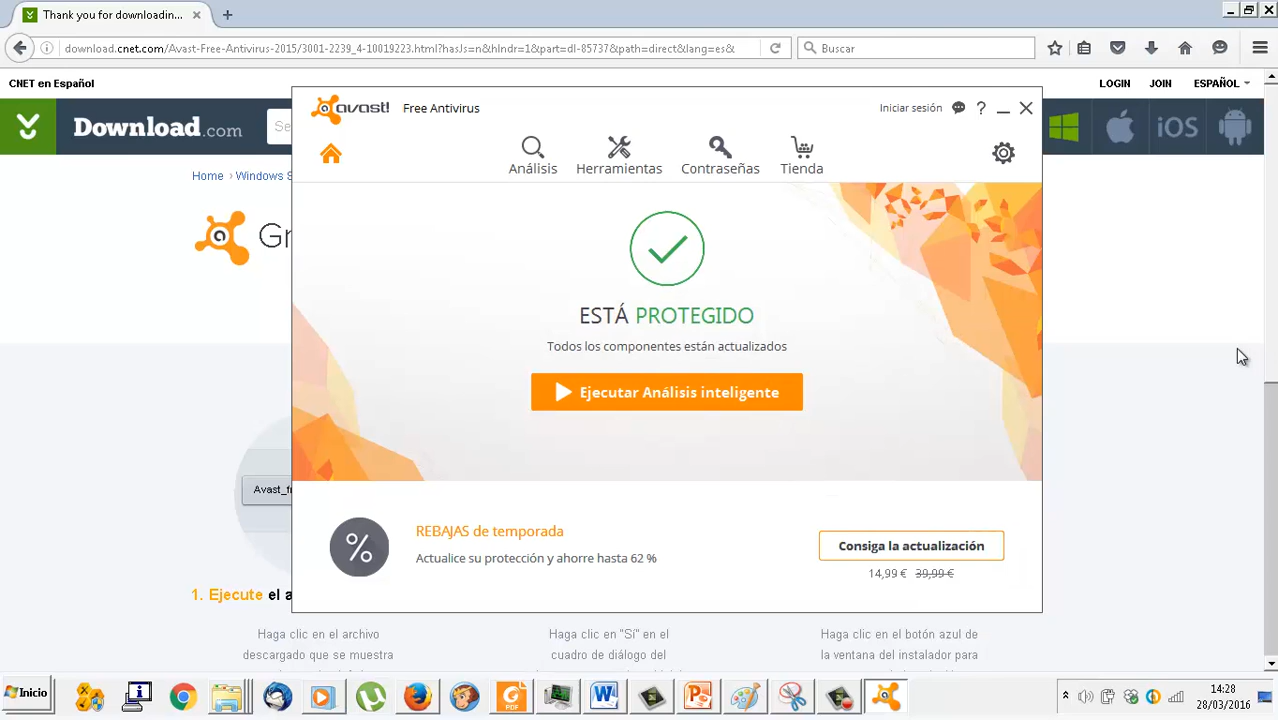 Thank you for downloadin...
download.cnet.com/Avast-Free-Antivirus-2015/3001-2239_4-10019223.html?hasJs=n&hlndr=1&part=dl-85737&path=direct&lang=es&
Buscar
CNET en Español
LOGIN JOIN ESPAÑOL
Download.com
iOS
Home › Windows
avast! Free Antivirus
Iniciar sesión
Análisis Herramientas Contraseñas Tienda
ESTÁ PROTEGIDO
Todos los componentes están actualizados
Ejecutar Análisis inteligente
REBAJAS de temporada
Actualice su protección y ahorre hasta 62 %
Consiga la actualización
14,99 € 39,99 €
1. Ejecute el
Haga clic en el archivo
descargado que se muestra
Haga clic en "Sí" en el
cuadro de diálogo del
Haga clic en el botón azul de
la ventana del instalador para
Inicio
PDF
14:28
28/03/2016